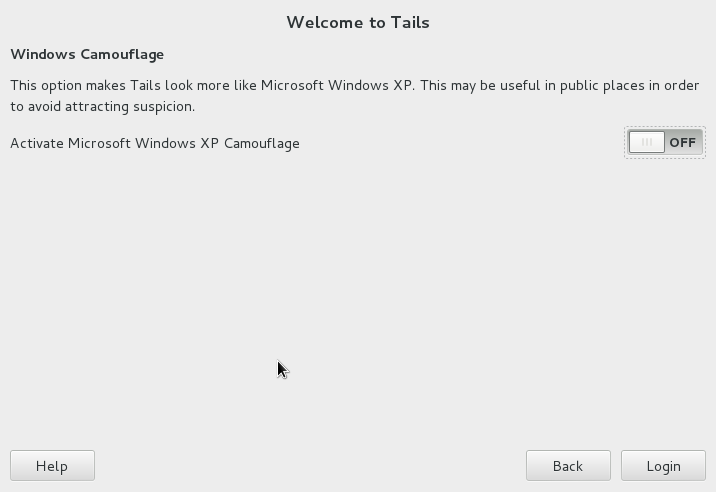 Welcome to Tails
Windows Camouflage
This option makes Tails look more like Microsoft Windows XP. This may be useful in public places in order
to avoid attracting suspicion.
Activate Microsoft Windows XP Camouflage
OFF
Help
Back
Login